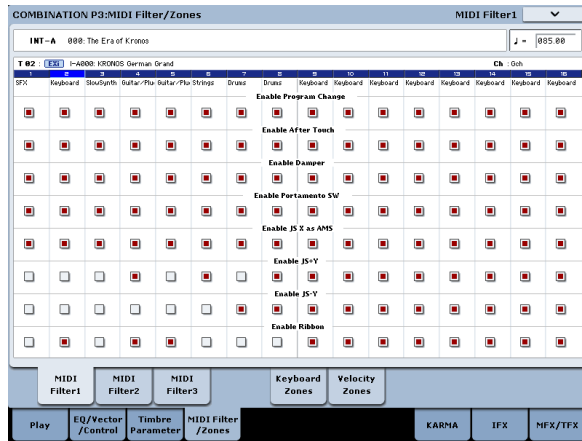 COMBINATION P3:MIDI Filter/Zones MIDI Filter1
INT-A 000: The Era of Kronos ♩= 085.00
T 02 : EXi I-A000: KRONOS German Grand Ch :Gch
1 2 3 4 5 6 7 8 9 10 11 12 13 14 15 16
SFX Keyboard SlowSynth Guitar/Plu Guitar/Plu Strings Drums Drums Keyboard Keyboard Keyboard Keyboard Keyboard Keyboard Keyboard Keyboard
Enable Program Change
Enable After Touch
Enable Damper
Enable Portamento SW
Enable JS X as AMS
Enable JS+Y
Enable JS-Y
Enable Ribbon
MIDI Filter1 MIDI Filter2 MIDI Filter3 Keyboard Zones Velocity Zones
Play EQ/Vector /Control Timbre Parameter MIDI Filter /Zones KARMA IFX MFX/TFX